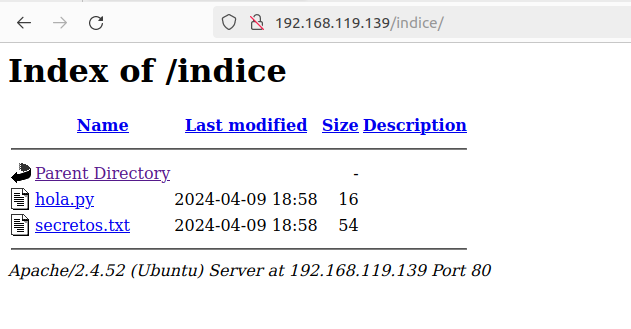 192.168.119.139/indice/
Index of /indice
Name Last modified Size Description
Parent Directory -
hola.py 2024-04-09 18:58 16
secretos.txt 2024-04-09 18:58 54
Apache/2.4.52 (Ubuntu) Server at 192.168.119.139 Port 80